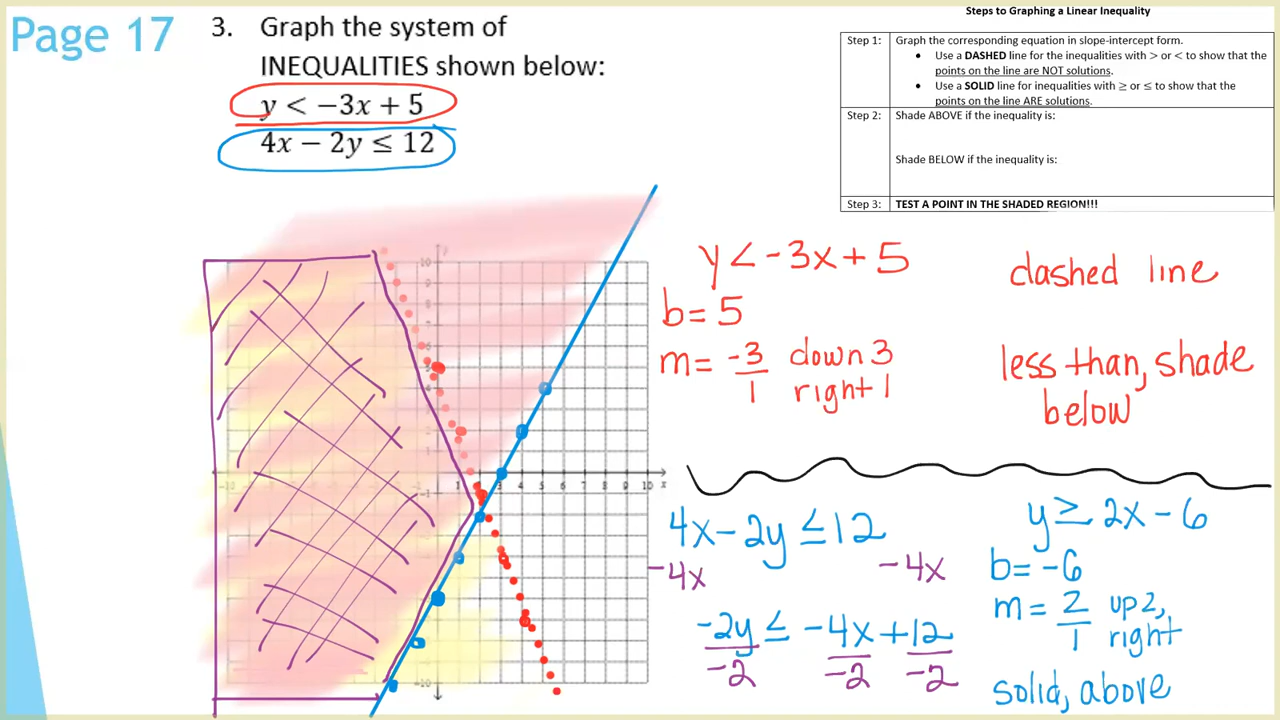 Page 17
3. Graph the system of
INEQUALITIES shown below:
y < −3x + 5
4x − 2y ≤ 12
Steps to Graphing a Linear Inequality
Step 1: Graph the corresponding equation in slope-intercept form.
• Use a DASHED line for the inequalities with > or < to show that the
points on the line are NOT solutions.
• Use a SOLID line for inequalities with ≥ or ≤ to show that the
points on the line ARE solutions.
Step 2: Shade ABOVE if the inequality is:
Shade BELOW if the inequality is:
Step 3: TEST A POINT IN THE SHADED REGION!!!
y < -3x + 5
dashed line
b = 5
m = -3/1 down 3
right 1
less than, shade
below
4x - 2y ≤ 12
-4x -4x
-2y ≤ -4x + 12
-2 -2 -2
y ≥ 2x - 6
b = -6
m = 2/1 up 2,
right
solid, above